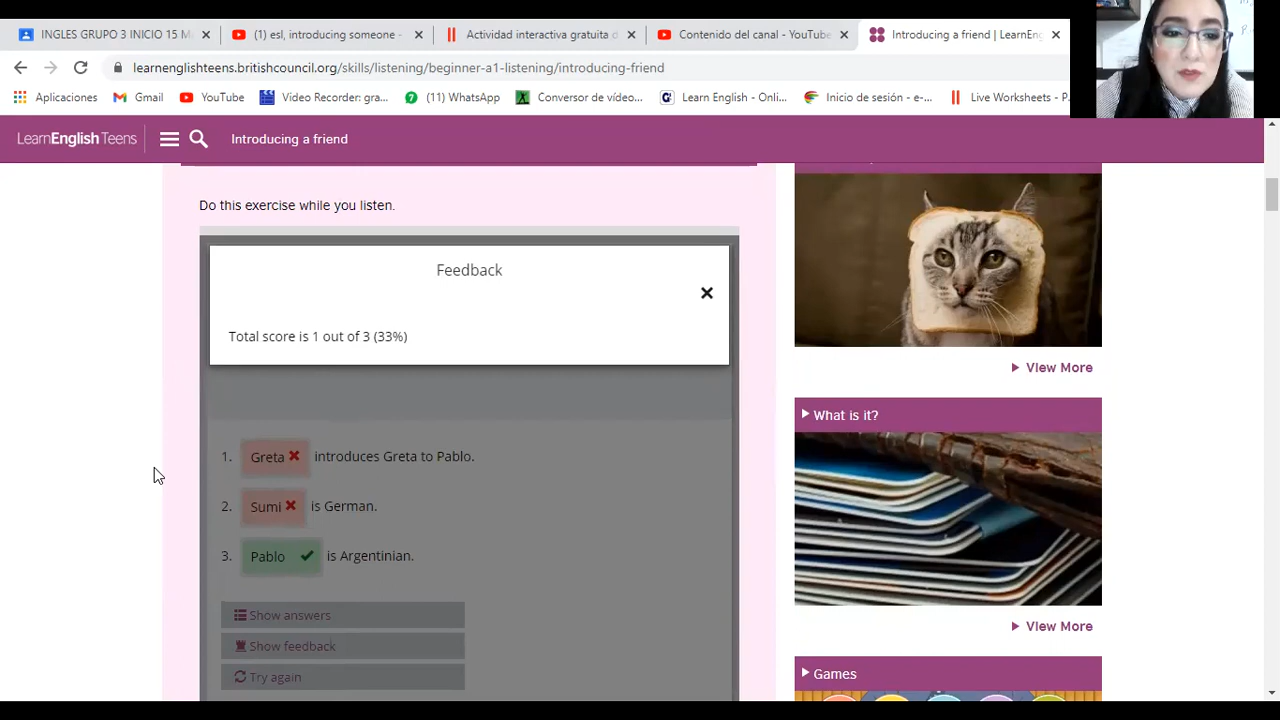 INGLES GRUPO 3 INICIO 15 M
(1) esl, introducing someone -
Actividad interactiva gratuita d
Contenido del canal - YouTube
Introducing a friend | LearnEng
learnenglishteens.britishcouncil.org/skills/listening/beginner-a1-listening/introducing-friend
Aplicaciones
Gmail
YouTube
Video Recorder: gra...
(11) WhatsApp
Conversor de vídeo...
Learn English - Onli...
Inicio de sesión - e-...
Live Worksheets - P
LearnEnglish Teens
Introducing a friend
Do this exercise while you listen.
Feedback
Total score is 1 out of 3 (33%)
1. Greta introduces Greta to Pablo.
2. Sumi is German.
3. Pablo is Argentinian.
Show answers
Show feedback
Try again
View More
What is it?
View More
Games